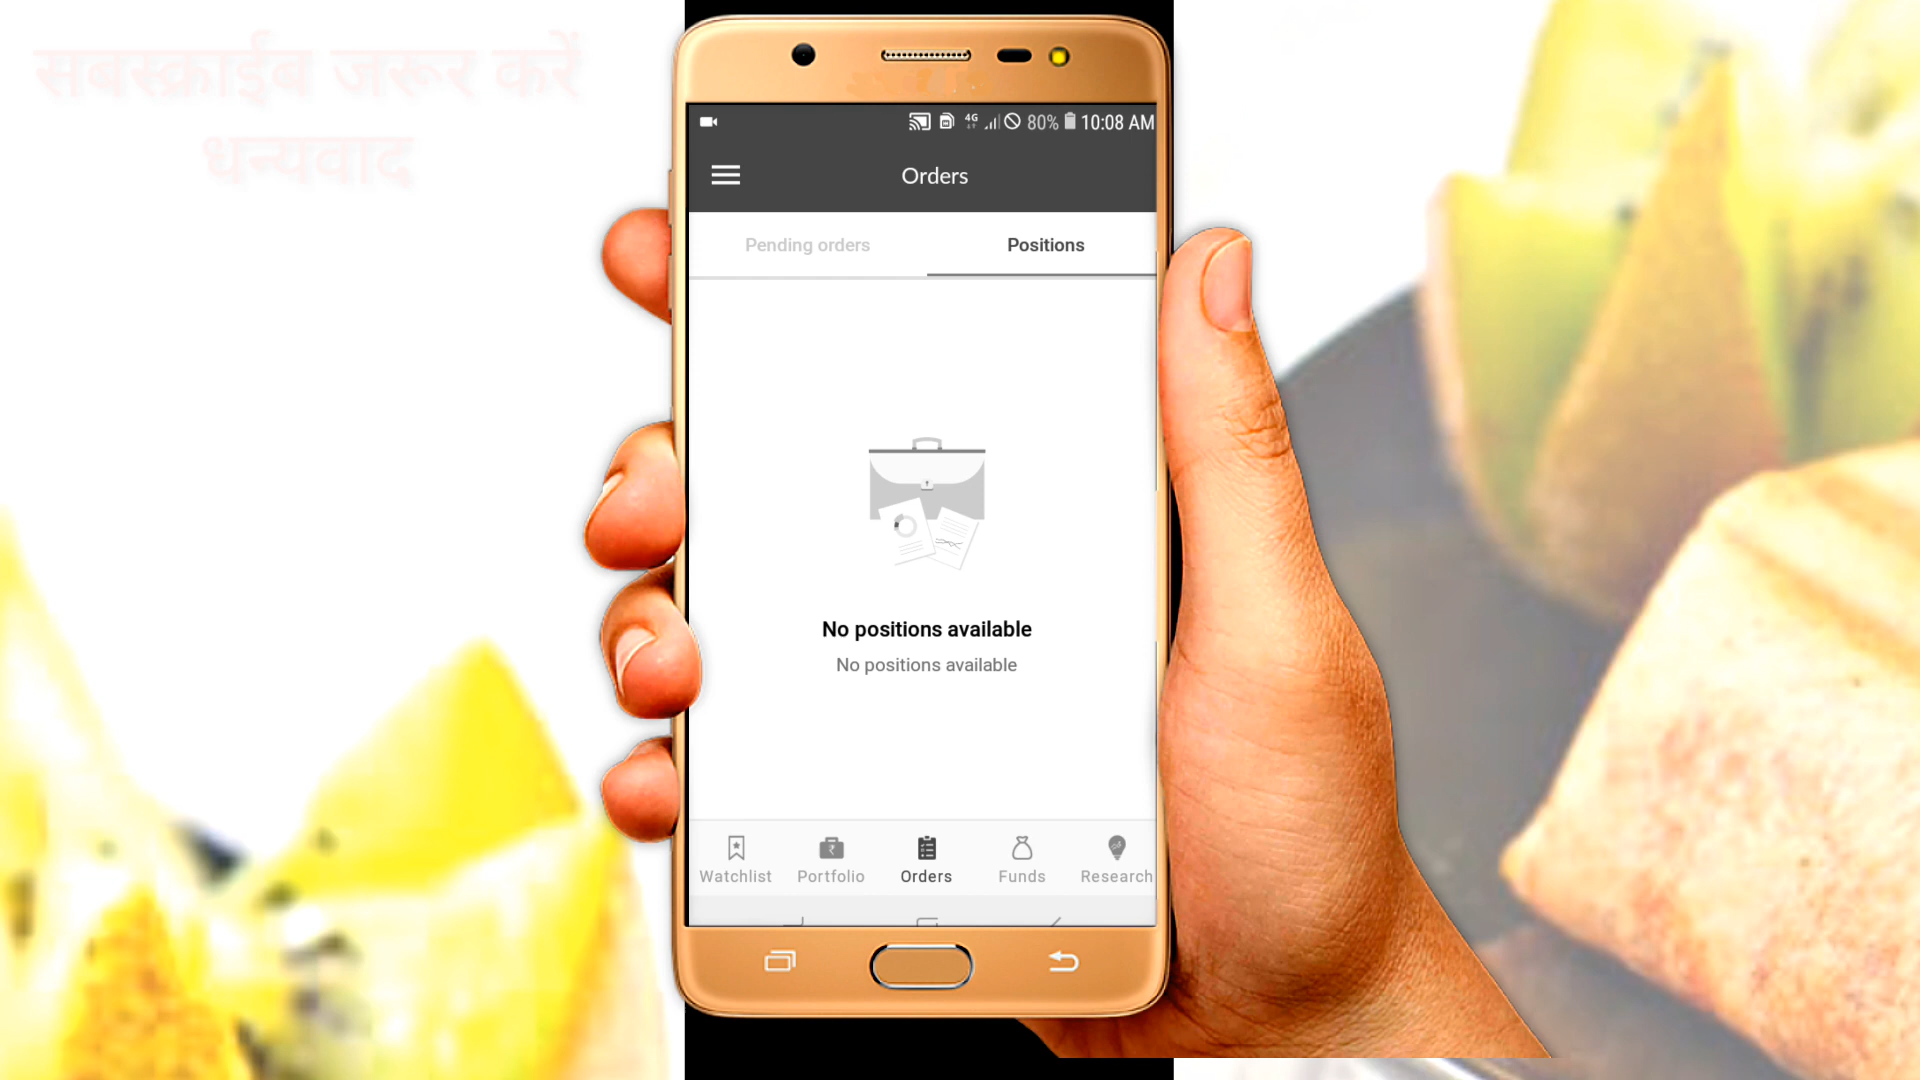 सबस्क्राईब जरूर करें
धन्यवाद
4G 80% 10:08 AM
Orders
Pending orders Positions
No positions available
No positions available
Watchlist Portfolio Orders Funds Research